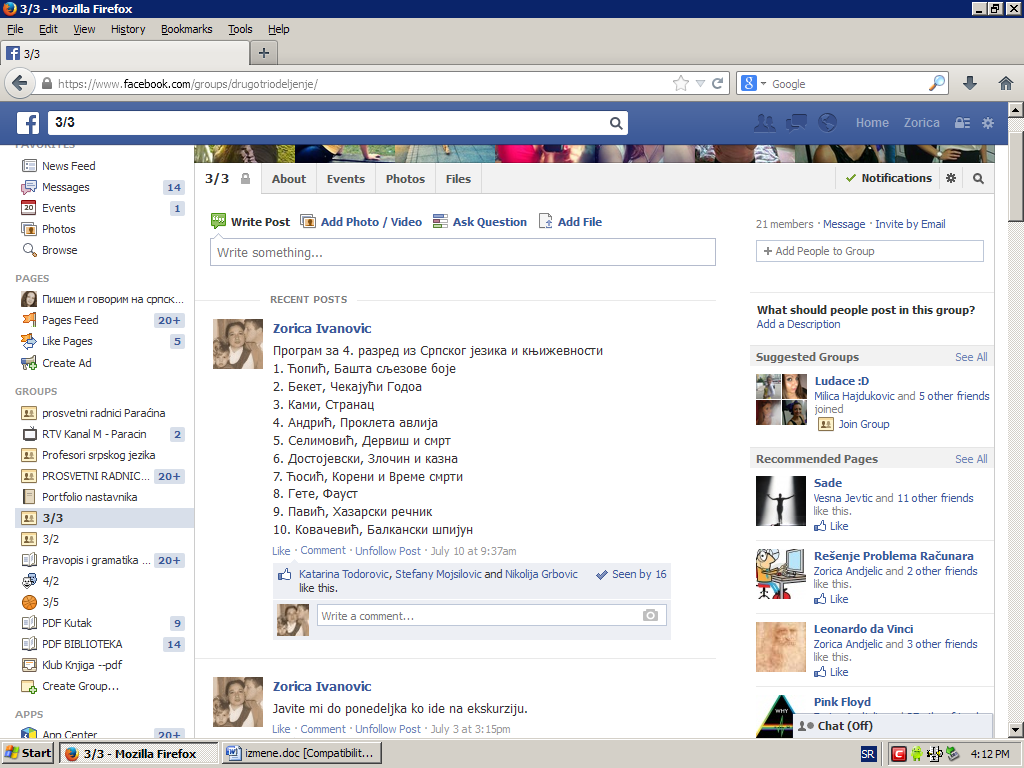 3/3 - Mozilla Firefox
File Edit View History Bookmarks Tools Help
3/3
https://www.facebook.com/groups/drugotriodeljenje/
Google
3/3
Home Zorica
FAVORITES
News Feed
Messages 14
Events 1
Photos
Browse
PAGES
Пишем и говорим на српск...
Pages Feed 20+
Like Pages 5
Create Ad
GROUPS
prosvetni radnici Paraćina
RTV Kanal M - Paracin 2
Profesori srpskog jezika
PROSVETNI RADNIC... 20+
Portfolio nastavnika
3/3
3/2
Pravopis i gramatika ... 20+
4/2
3/5
PDF Kutak 9
PDF BIBLIOTEKA 14
Klub Knjiga --pdf
Create Group...
APPS
App Center 20+
3/3 About Events Photos Files
Notifications
Write Post Add Photo / Video Ask Question Add File
Write something...
RECENT POSTS
Zorica Ivanovic
Програм за 4. разред из Српског језика и књижевности
1. Ћопић, Башта сљезове боје
2. Бекет, Чекајући Годоа
3. Ками, Странац
4. Андрић, Проклета авлија
5. Селимовић, Дервиш и смрт
6. Достојевски, Злочин и казна
7. Ћосић, Корени и Време смрти
8. Гете, Фауст
9. Павић, Хазарски речник
10. Ковачевић, Балкански шпијун
Like · Comment · Unfollow Post · July 10 at 9:37am
Katarina Todorovic, Stefany Mojsilovic and Nikolija Grbovic
like this.
Seen by 16
Write a comment...
Zorica Ivanovic
Javite mi do ponedeljka ko ide na ekskurziju.
Like · Comment · Unfollow Post · July 3 at 3:15pm
21 members · Message · Invite by Email
+ Add People to Group
What should people post in this group?
Add a Description
Suggested Groups See All
Ludace :D
Milica Hajdukovic and 5 other friends
joined
Join Group
Recommended Pages See All
Sade
Vesna Jevtic and 11 other friends
like this.
Like
Rešenje Problema Računara
Zorica Andjelic and 2 other friends
like this.
Like
Leonardo da Vinci
Zorica Andjelic and 3 other friends
like this.
Like
WHY
Pink Floyd
Chat (Off)
Start
3/3 - Mozilla Firefox
izmene.doc [Compatibilit...
SR
4:12 PM